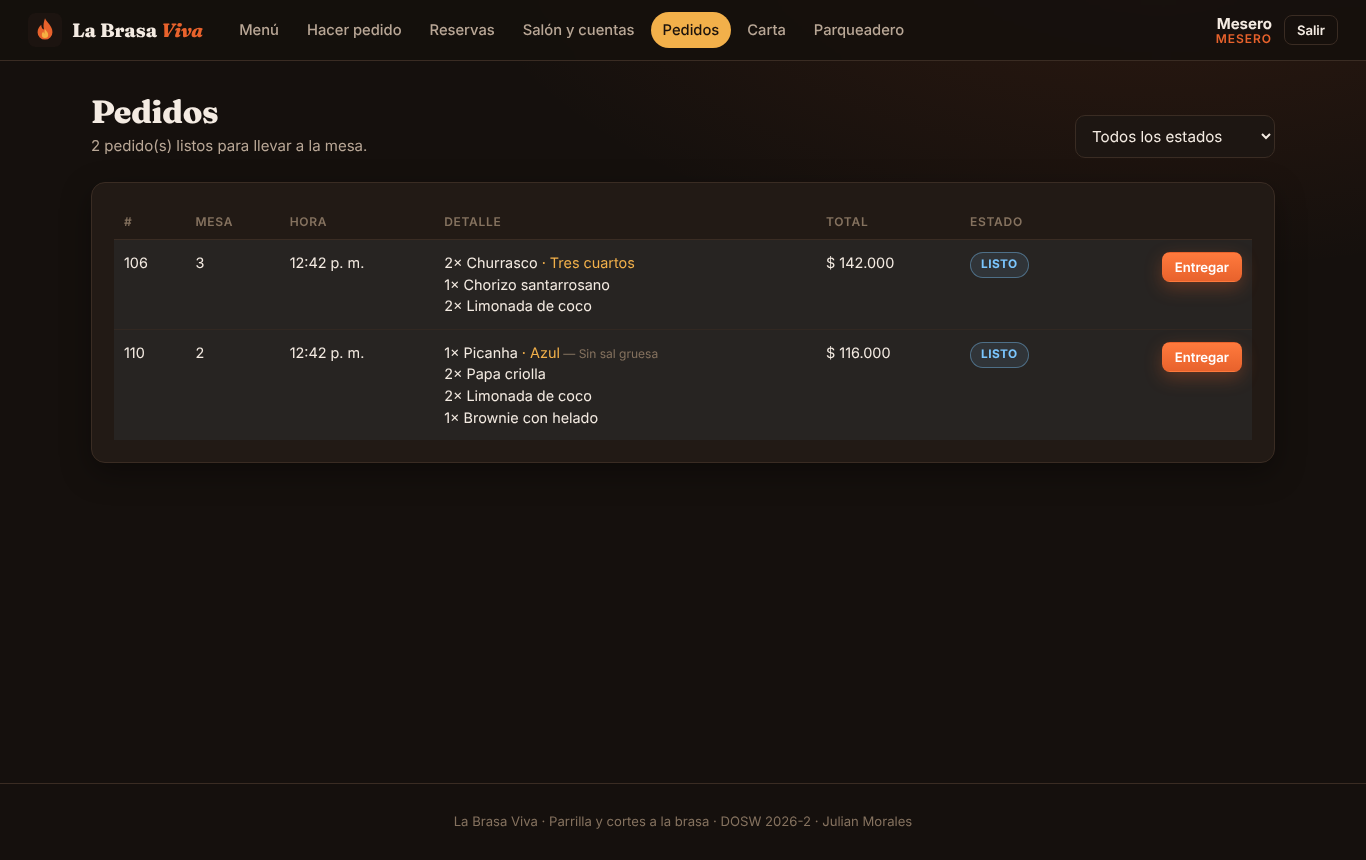 La Brasa Viva Menú Hacer pedido Reservas Salón y cuentas Pedidos Carta Parqueadero Mesero Salir
MESERO
Pedidos
2 pedido(s) listos para llevar a la mesa.
Todos los estados
# MESA HORA DETALLE TOTAL ESTADO
106 3 12:42 p. m. 2× Churrasco · Tres cuartos $ 142.000 LISTO Entregar
1× Chorizo santarrosano
2× Limonada de coco
110 2 12:42 p. m. 1× Picanha · Azul — Sin sal gruesa $ 116.000 LISTO Entregar
2× Papa criolla
2× Limonada de coco
1× Brownie con helado
La Brasa Viva · Parrilla y cortes a la brasa · DOSW 2026-2 · Julian Morales